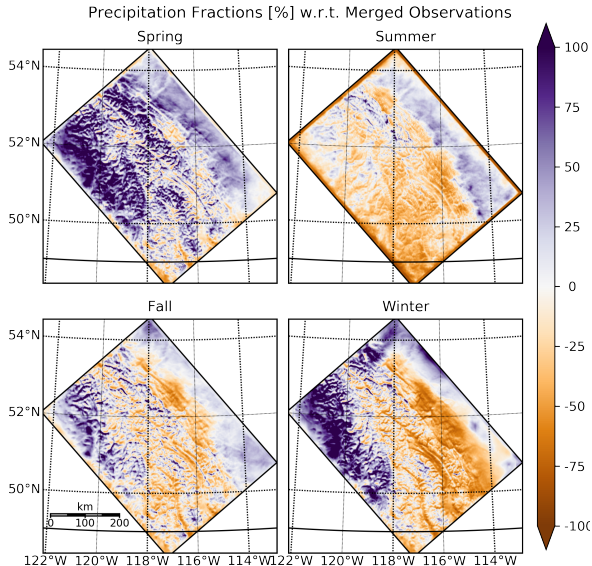 Precipitation Fractions [%] w.r.t. Merged Observations
Spring
Summer
54°N
52°N
50°N
100
75
50
25
0
-25
-50
-75
-100
Fall
Winter
54°N
52°N
50°N
km
0 100 200
122°W 120°W 118°W 116°W 114°W
122°W 120°W 118°W 116°W 114°W